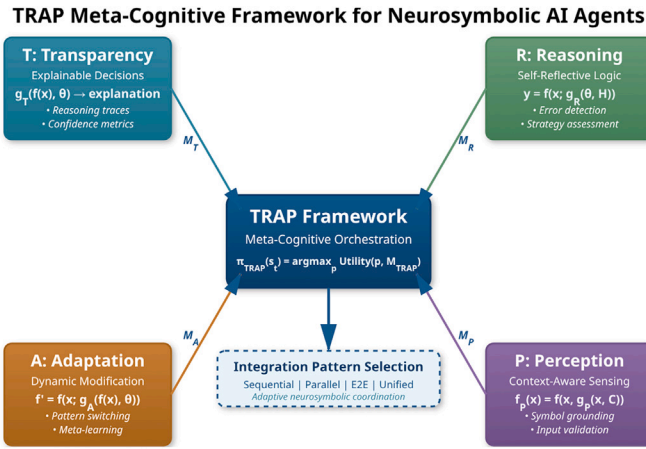 TRAP Meta-Cognitive Framework for Neurosymbolic AI Agents
T: Transparency
Explainable Decisions
g_T(f(x), θ) → explanation
• Reasoning traces
• Confidence metrics
R: Reasoning
Self-Reflective Logic
y = f(x; g_R(θ, H))
• Error detection
• Strategy assessment
M_T
M_R
TRAP Framework
Meta-Cognitive Orchestration
π_TRAP(s_t) = argmax_p Utility(p, M_TRAP)
M_A
M_P
A: Adaptation
Dynamic Modification
f' = f(x; g_A(f(x), θ))
• Pattern switching
• Meta-learning
Integration Pattern Selection
Sequential | Parallel | E2E | Unified
Adaptive neurosymbolic coordination
P: Perception
Context-Aware Sensing
f_P(x) = f(x, g_P(x, C))
• Symbol grounding
• Input validation